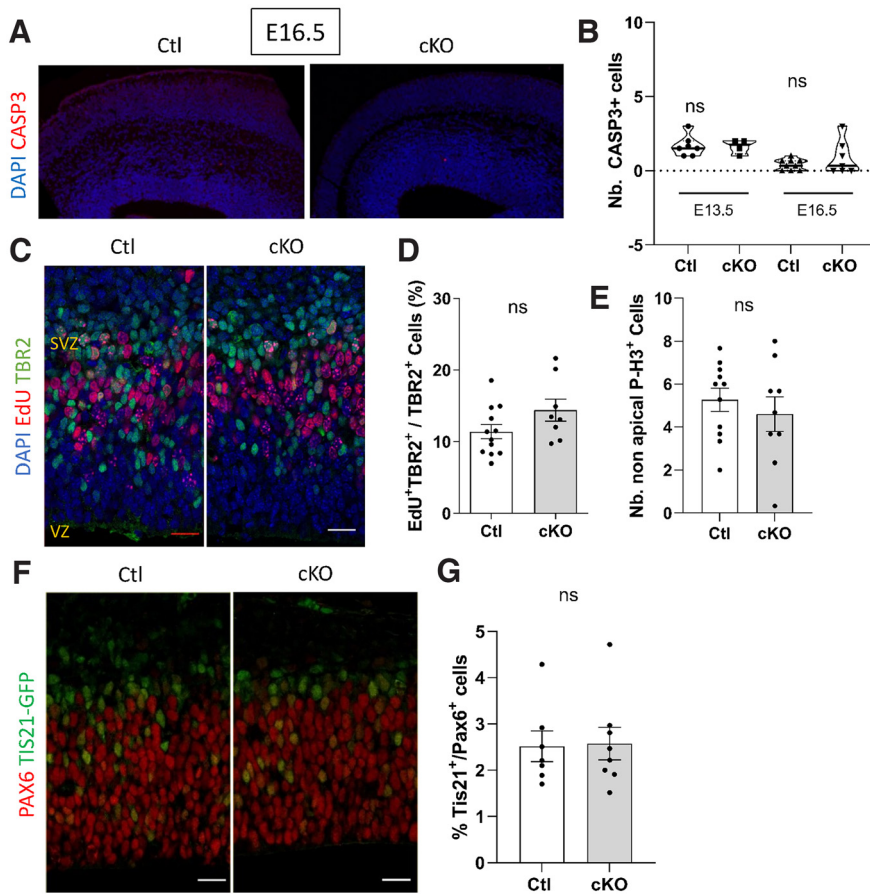 A
Ctl
E16.5
cKO
DAPI CASP3
B
Nb. CASP3+ cells
10
5
0
-5
ns
ns
E13.5
E16.5
Ctl
cKO
Ctl
cKO
C
Ctl
cKO
DAPI EdU TBR2
SVZ
VZ
D
EdU⁺TBR2⁺ / TBR2⁺ Cells (%)
30
20
10
0
ns
Ctl
cKO
E
Nb. non apical P-H3⁺ Cells
10
8
6
4
2
0
ns
Ctl
cKO
F
Ctl
cKO
PAX6 TIS21-GFP
G
ns
% Tis21⁺/Pax6⁺ cells
5
4
3
2
1
0
Ctl
cKO